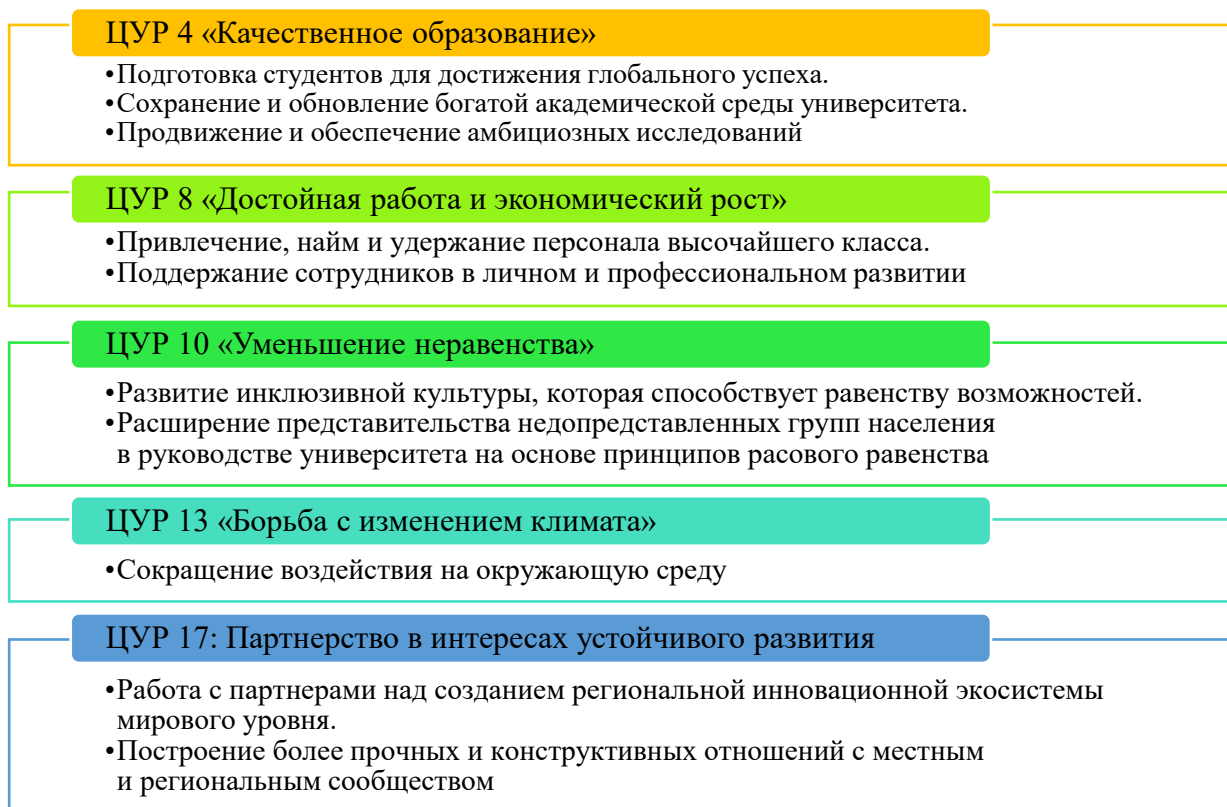 ЦУР 4 «Качественное образование»
•Подготовка студентов для достижения глобального успеха.
•Сохранение и обновление богатой академической среды университета.
•Продвижение и обеспечение амбициозных исследований
ЦУР 8 «Достойная работа и экономический рост»
•Привлечение, найм и удержание персонала высочайшего класса.
•Поддержание сотрудников в личном и профессиональном развитии
ЦУР 10 «Уменьшение неравенства»
•Развитие инклюзивной культуры, которая способствует равенству возможностей.
•Расширение представительства недопредставленных групп населения
в руководстве университета на основе принципов расового равенства
ЦУР 13 «Борьба с изменением климата»
•Сокращение воздействия на окружающую среду
ЦУР 17: Партнерство в интересах устойчивого развития
•Работа с партнерами над созданием региональной инновационной экосистемы
мирового уровня.
•Построение более прочных и конструктивных отношений с местным
и региональным сообществом